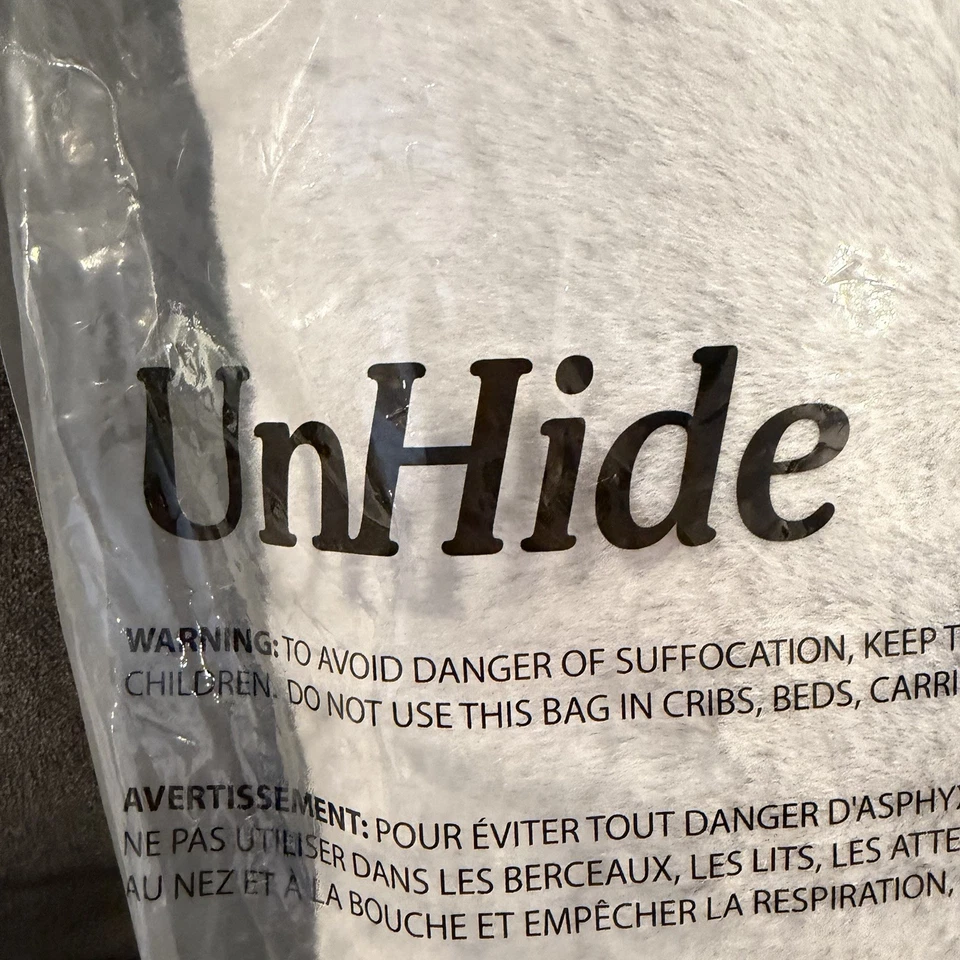 UnHide
WARNING: TO AVOID DANGER OF SUFFOCATION, KEEP
CHILDREN. DO NOT USE THIS BAG IN CRIBS, BEDS,
AVERTISSEMENT: POUR ÉVITER TOUT DANGER
NE PAS UTILISER DANS LES BERCEAUX, LES LITS, LES
AU NEZ ET À LA BOUCHE ET EMPÊCHER LA RESPIRATION,